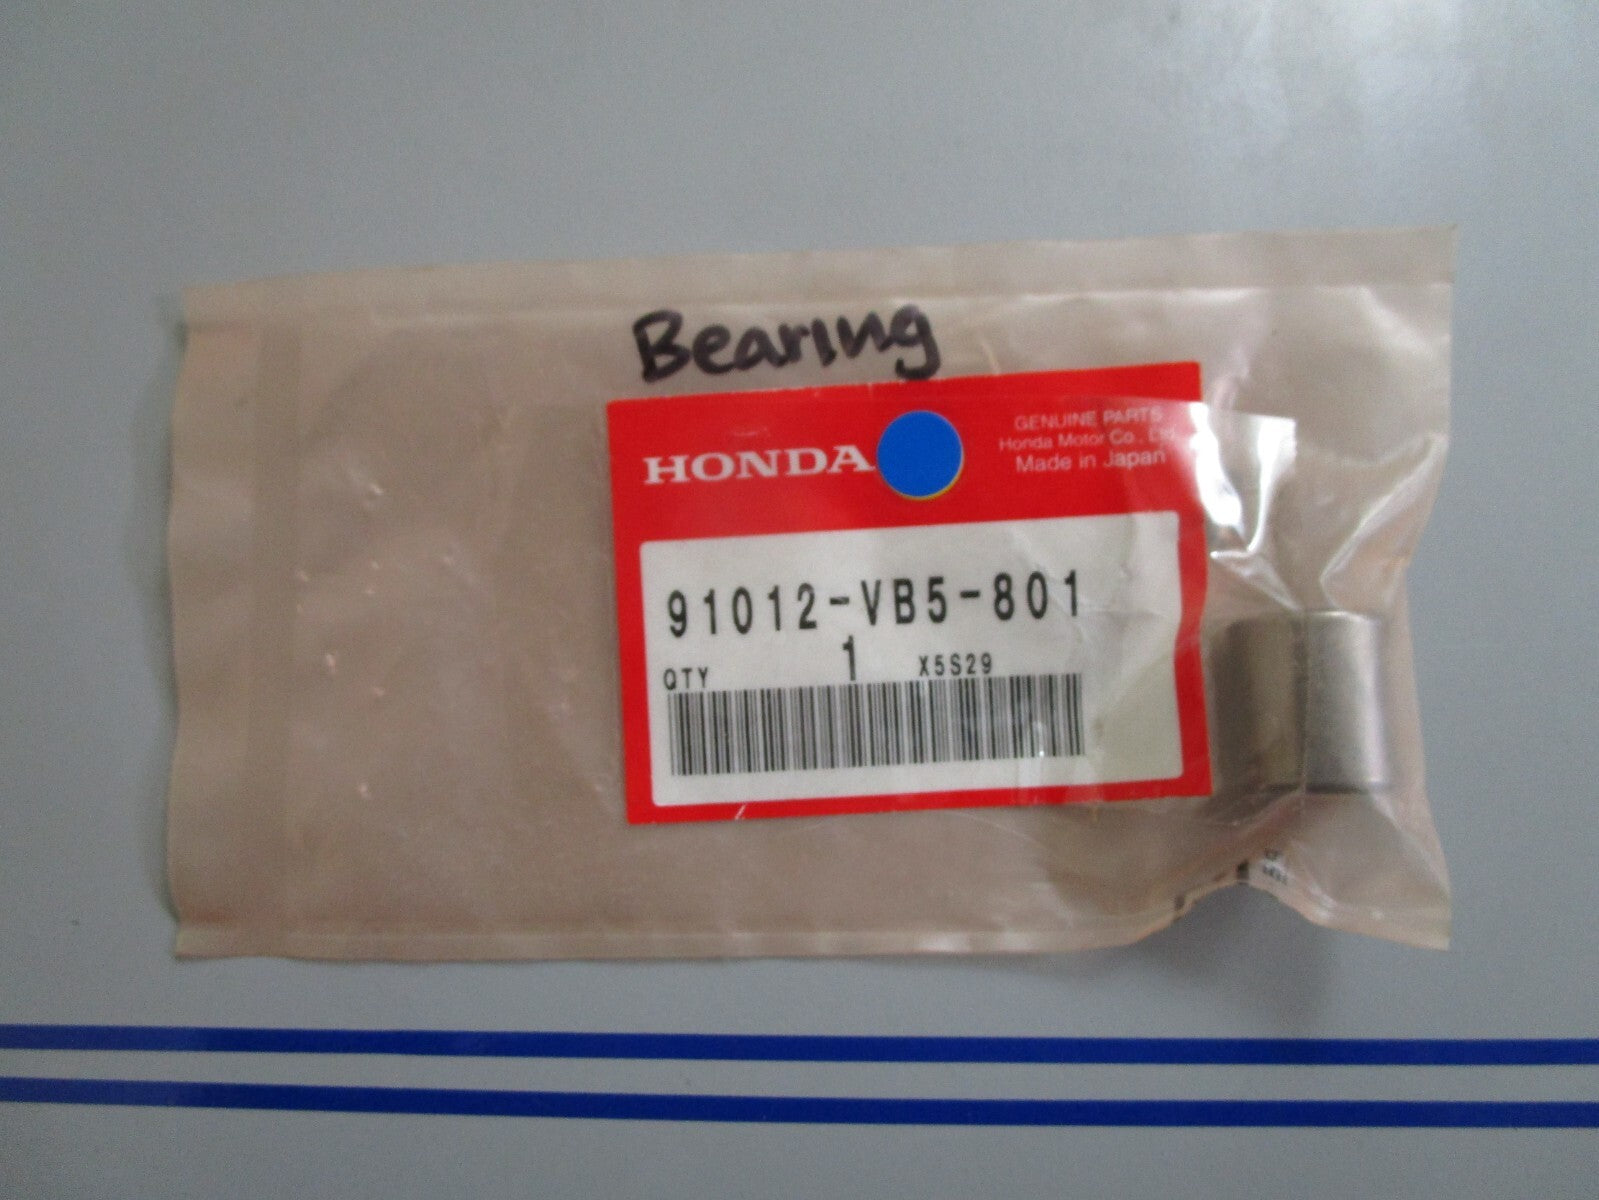 Bearing
HONDA
GENUINE PARTS
Honda Motor Co., Ltd
Made in Japan
91012-VB5-801
QTY 1 X5S29